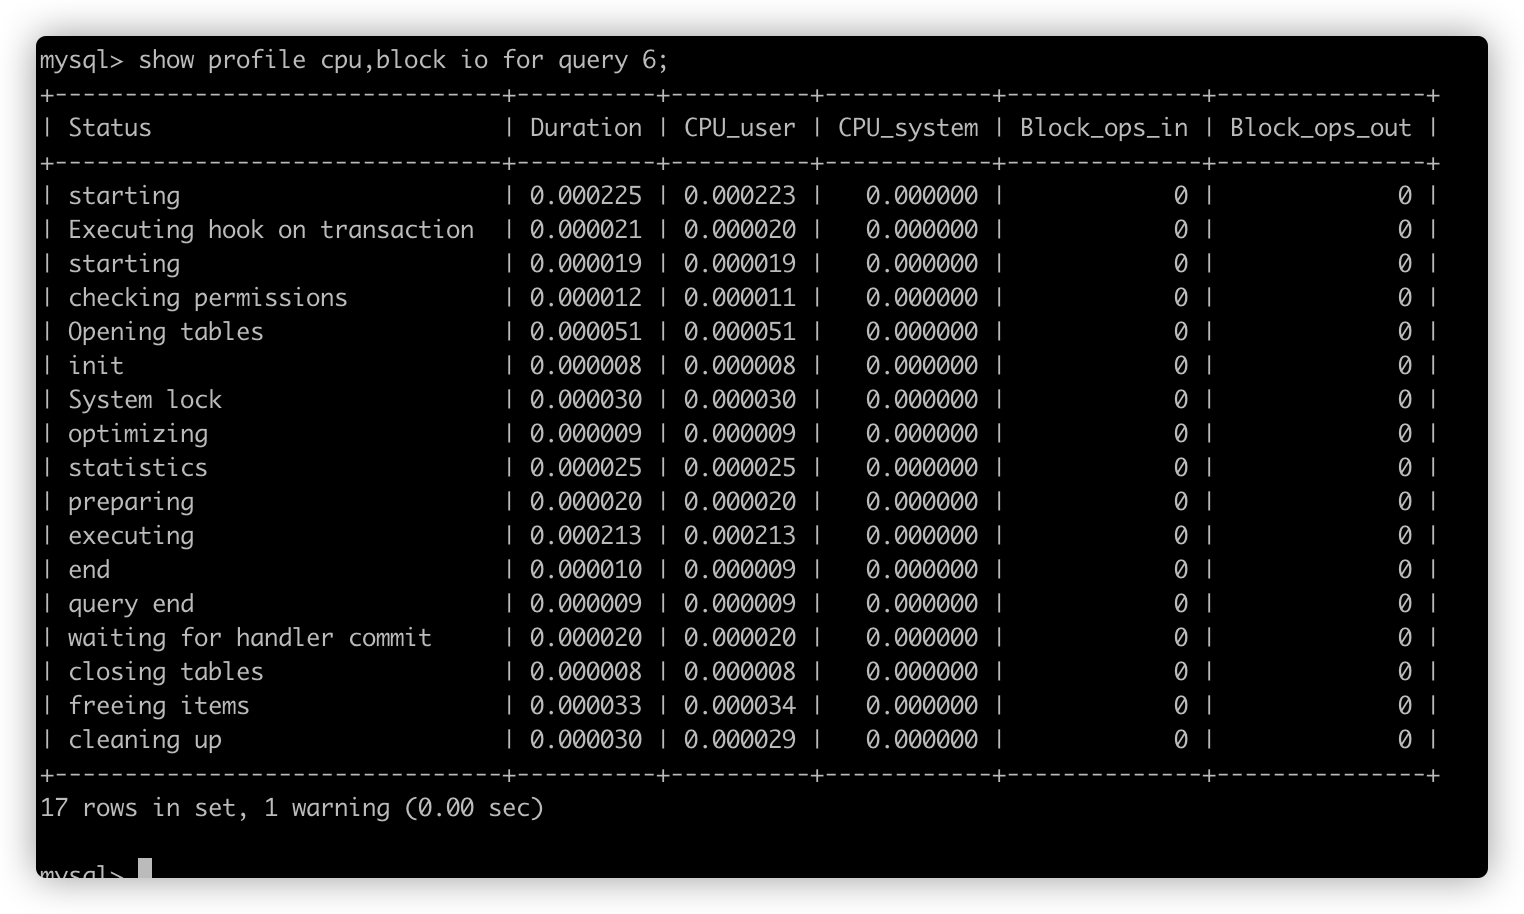 mysql> show profile cpu,block io for query 6;
+--------------------------------+----------+----------+------------+--------------+---------------+
| Status                         | Duration | CPU_user | CPU_system | Block_ops_in | Block_ops_out |
+--------------------------------+----------+----------+------------+--------------+---------------+
| starting                       | 0.000225 | 0.000223 |   0.000000 |            0 |             0 |
| Executing hook on transaction  | 0.000021 | 0.000020 |   0.000000 |            0 |             0 |
| starting                       | 0.000019 | 0.000019 |   0.000000 |            0 |             0 |
| checking permissions           | 0.000012 | 0.000011 |   0.000000 |            0 |             0 |
| Opening tables                 | 0.000051 | 0.000051 |   0.000000 |            0 |             0 |
| init                           | 0.000008 | 0.000008 |   0.000000 |            0 |             0 |
| System lock                    | 0.000030 | 0.000030 |   0.000000 |            0 |             0 |
| optimizing                     | 0.000009 | 0.000009 |   0.000000 |            0 |             0 |
| statistics                     | 0.000025 | 0.000025 |   0.000000 |            0 |             0 |
| preparing                      | 0.000020 | 0.000020 |   0.000000 |            0 |             0 |
| executing                      | 0.000213 | 0.000213 |   0.000000 |            0 |             0 |
| end                            | 0.000010 | 0.000009 |   0.000000 |            0 |             0 |
| query end                      | 0.000009 | 0.000009 |   0.000000 |            0 |             0 |
| waiting for handler commit     | 0.000020 | 0.000020 |   0.000000 |            0 |             0 |
| closing tables                 | 0.000008 | 0.000008 |   0.000000 |            0 |             0 |
| freeing items                  | 0.000033 | 0.000034 |   0.000000 |            0 |             0 |
| cleaning up                    | 0.000030 | 0.000029 |   0.000000 |            0 |             0 |
+--------------------------------+----------+----------+------------+--------------+---------------+
17 rows in set, 1 warning (0.00 sec)
mysql>